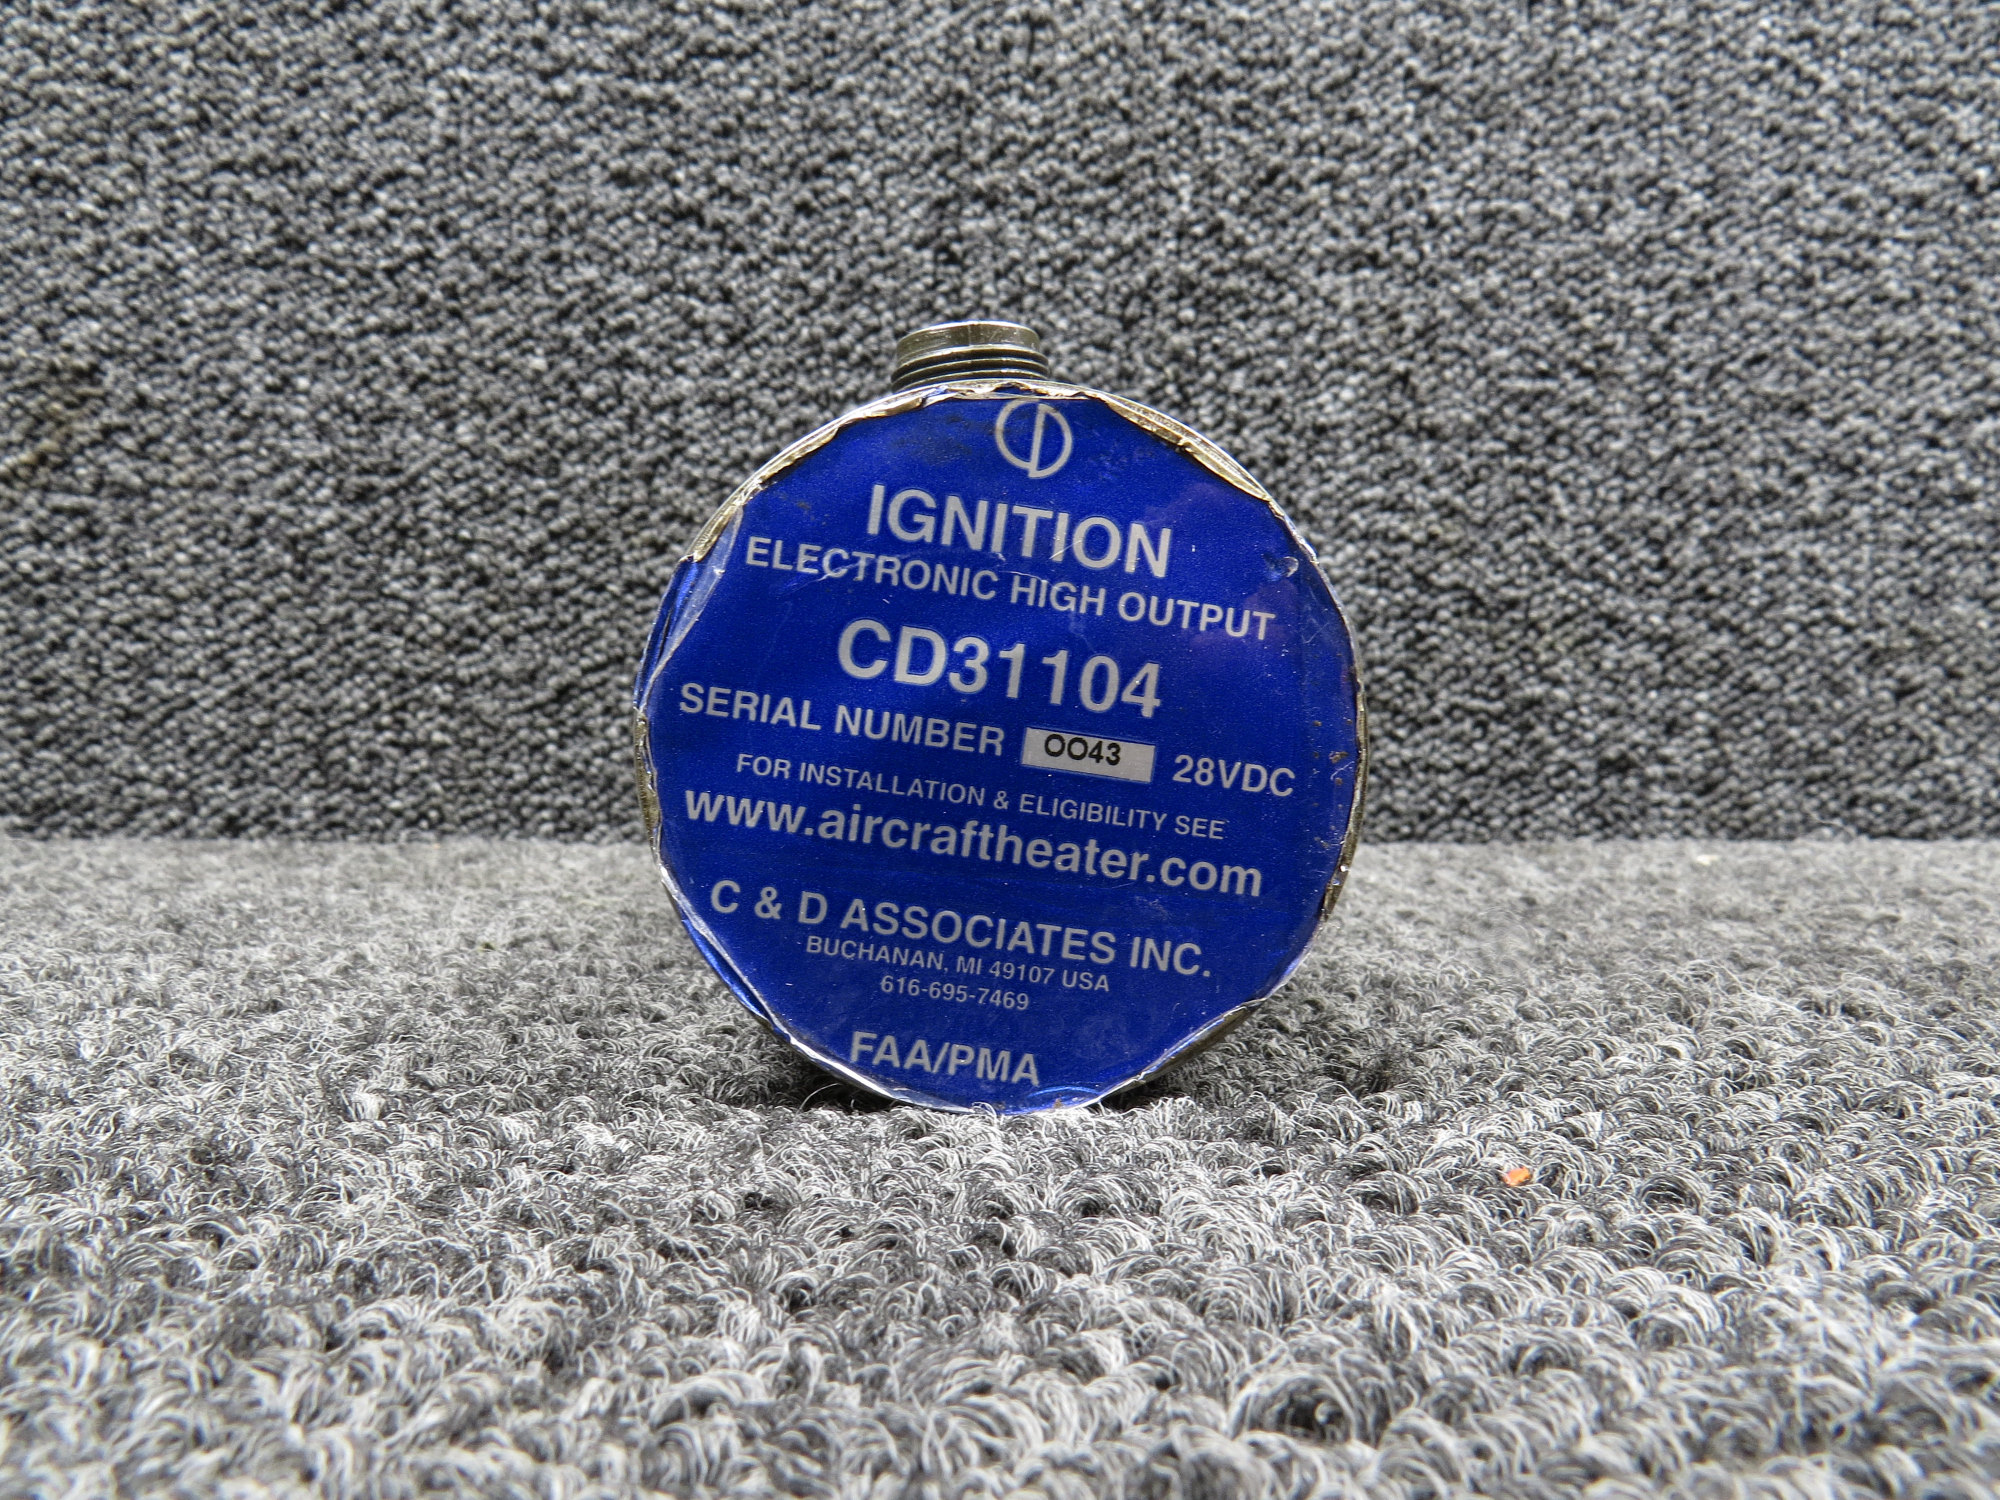 IGNITION
ELECTRONIC HIGH OUTPUT
CD31104
SERIAL NUMBER 0043 28VDC
FOR INSTALLATION & ELIGIBILITY SEE
www.aircraftheater.com
C & D ASSOCIATES INC.
BUCHANAN, MI 49107 USA
616-695-7469
FAA/PMA